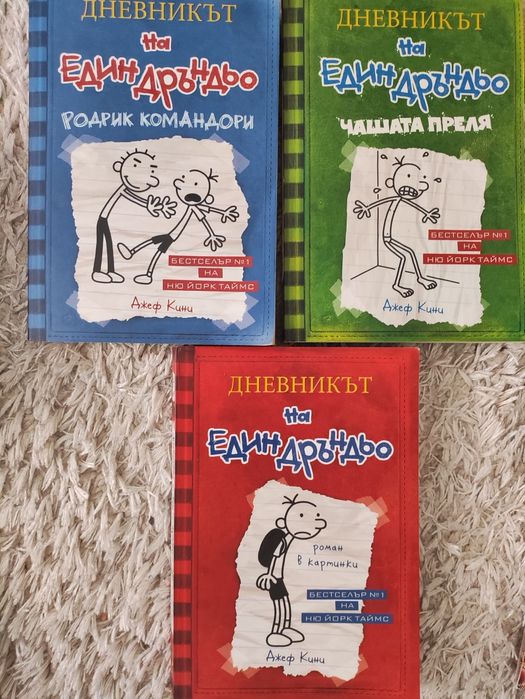 ДНЕВНИКЪТ
на
ЕДИН ДРЪНДЬО
РОДРИК КОМАНДОРИ
БЕСТСЕЛЪР №1
НА
НЮ ЙОРК ТАЙМС
Джеф Кини
ДНЕВНИКЪТ
на
ЕДИН ДРЪНДЬО
ЧАШАТА ПРЕЛЯ
БЕСТСЕЛЪР №1
НА
НЮ ЙОРК ТАЙМС
Джеф Кини
ДНЕВНИКЪТ
на
ЕДИН ДРЪНДЬО
роман
в картинки
БЕСТСЕЛЪР №1
НА
НЮ ЙОРК ТАЙМС
Джеф Кини